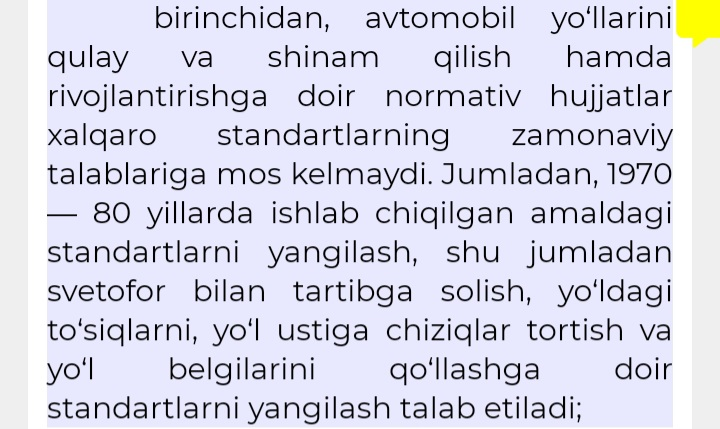 birinchidan, avtomobil yo‘llarini
qulay va shinam qilish hamda
rivojlantirishga doir normativ hujjatlar
xalqaro standartlarning zamonaviy
talablariga mos kelmaydi. Jumladan, 1970
— 80 yillarda ishlab chiqilgan amaldagi
standartlarni yangilash, shu jumladan
svetofor bilan tartibga solish, yo‘ldagi
to‘siqlarni, yo‘l ustiga chiziqlar tortish va
yo‘l belgilarini qo‘llashga doir
standartlarni yangilash talab etiladi;